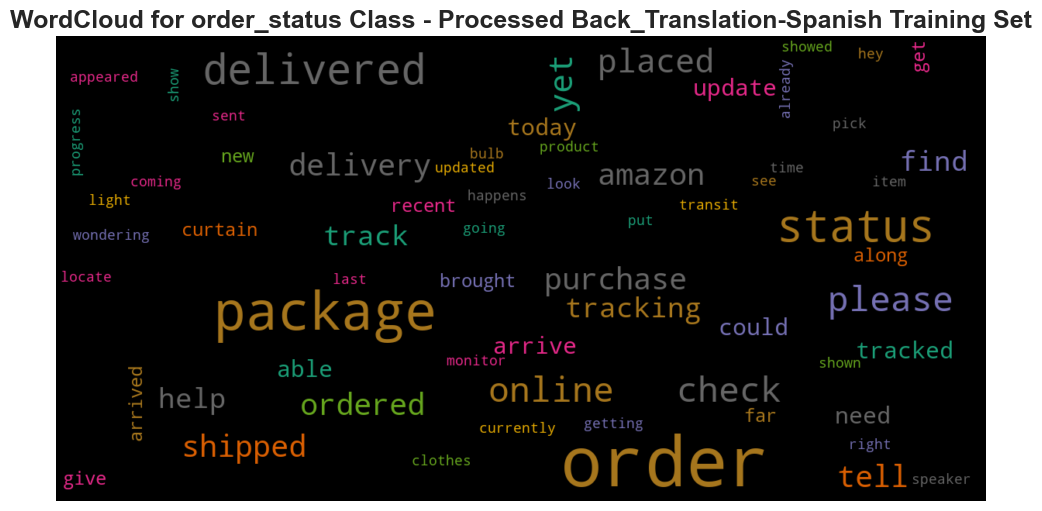 WordCloud for order_status Class - Processed Back_Translation-Spanish Training Set
appeared
show
delivered
yet
placed
showed
hey
get
update
already
sent
progress
today
pick
new
delivery
bulb
product
updated
amazon
time
find
coming
look
see
item
light
happens
recent
transit
put
status
wondering
curtain
track
going
along
locate
last
brought
purchase
package
tracking
please
could
arrive
tracked
able
monitor
shown
arrived
help
ordered
online
check
far
need
currently
getting
shipped
order
right
clothes
give
tell
speaker